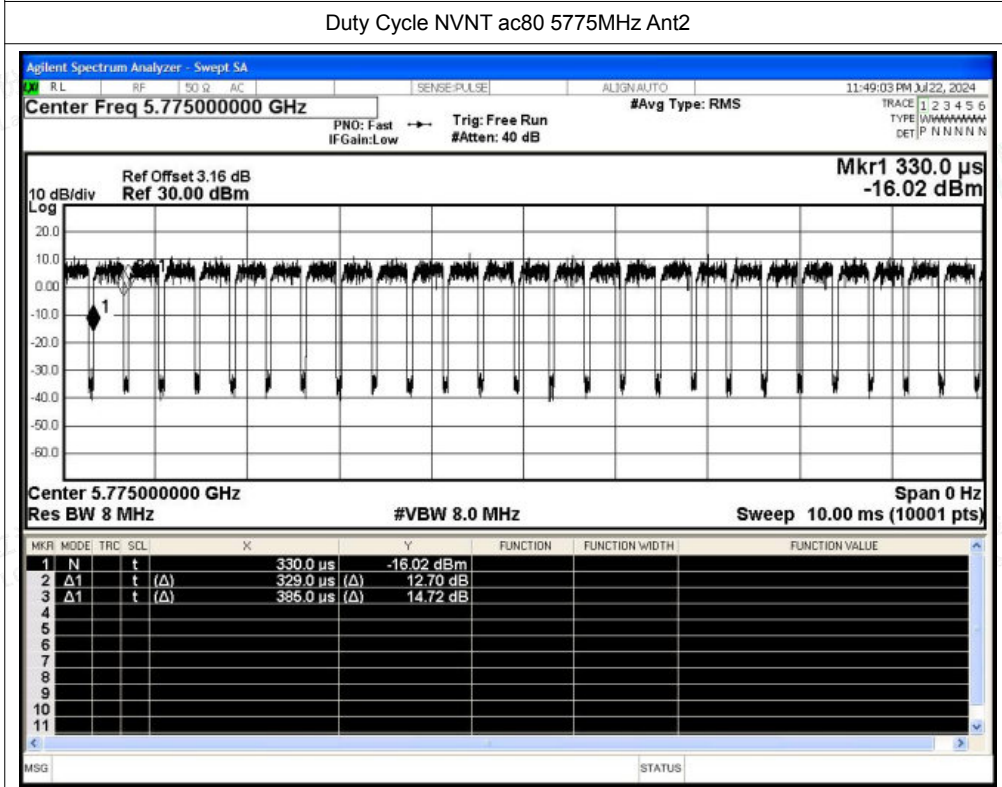 Duty Cycle NVNT ac80 5775MHz Ant2
Agilent Spectrum Analyzer - Swept SA
RL RF 50 Ω AC SENSE:PULSE ALIGN AUTO 11:49:03 PM Jul 22, 2024
Center Freq 5.775000000 GHz #Avg Type: RMS TRACE 1 2 3 4 5 6
PNO: Fast Trig: Free Run TYPE
IFGain:Low #Atten: 40 dB DET P N N N N N
Mkr1 330.0 µs
Ref Offset 3.16 dB
10 dB/div Ref 30.00 dBm -16.02 dBm
Log
20.0
10.0
0.00
-10.0
1
-20.0
-30.0
-40.0
-50.0
-60.0
Center 5.775000000 GHz Span 0 Hz
Res BW 8 MHz #VBW 8.0 MHz Sweep 10.00 ms (10001 pts)
MKR MODE TRC SCL X Y FUNCTION FUNCTION WIDTH FUNCTION VALUE
1 N t 330.0 µs -16.02 dBm
2 Δ1 t (Δ) 329.0 µs (Δ) 12.70 dB
3 Δ1 t (Δ) 385.0 µs (Δ) 14.72 dB
4
5
6
7
8
9
10
11
MSG STATUS